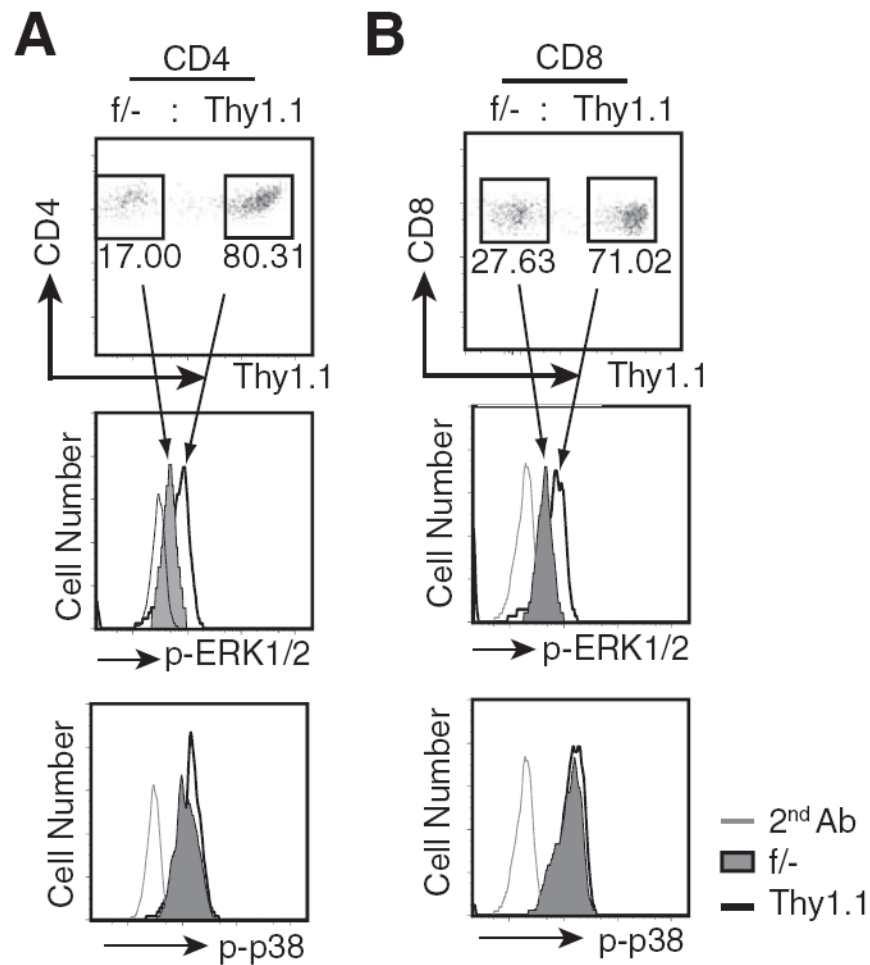 A
CD4
f/- : Thy1.1
CD4
17.00 80.31
Thy1.1
Cell Number
p-ERK1/2
Cell Number
p-p38
B
CD8
f/- : Thy1.1
CD8
27.63 71.02
Thy1.1
Cell Number
p-ERK1/2
Cell Number
p-p38
2nd Ab
f/-
Thy1.1